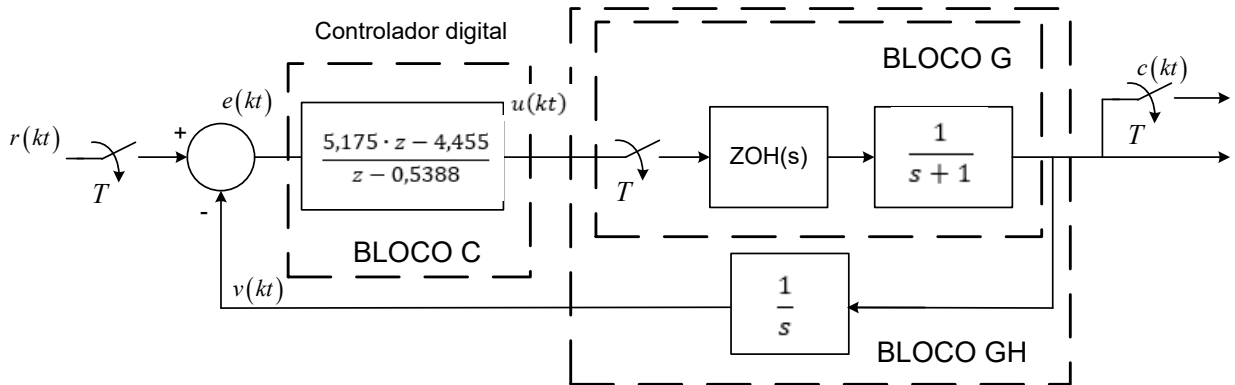 Controlador digital
BLOCO G
r(kt)
T
+
-
e(kt)
5,175 · z − 4,455
z − 0,5388
BLOCO C
u(kt)
T
ZOH(s)
1
s + 1
c(kt)
T
v(kt)
1
s
BLOCO GH